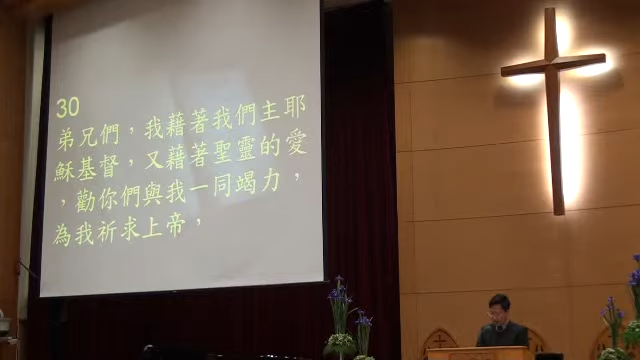 30
弟兄們，我藉著我們主耶
穌基督，又藉著聖靈的愛
，勸你們與我一同竭力，
為我祈求上帝，